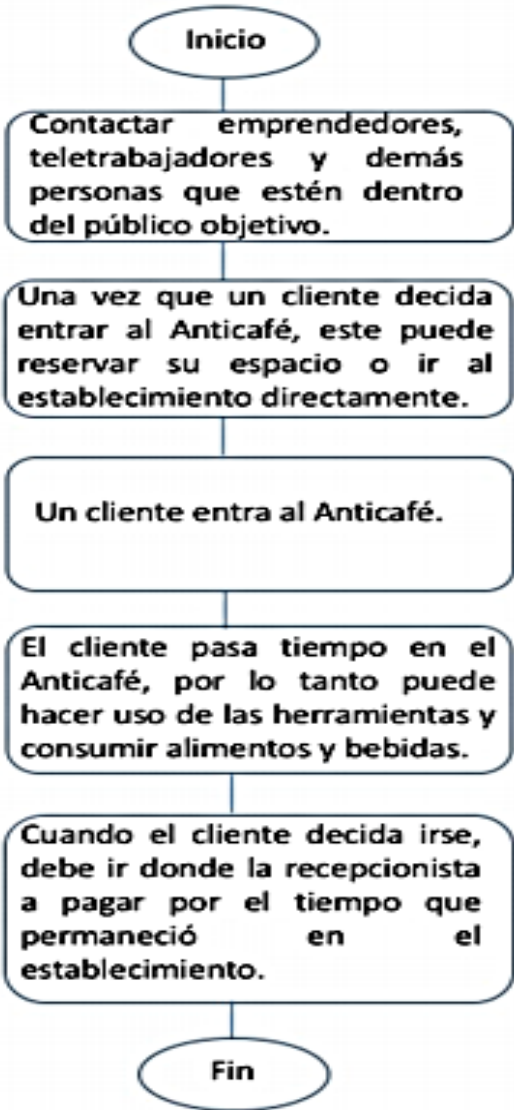 Inicio
Contactar emprendedores,
teletrabajadores y demás
personas que estén dentro
del público objetivo.
Una vez que un cliente decida
entrar al Anticafé, este puede
reservar su espacio o ir al
establecimiento directamente.
Un cliente entra al Anticafé.
El cliente pasa tiempo en el
Anticafé, por lo tanto puede
hacer uso de las herramientas y
consumir alimentos y bebidas.
Cuando el cliente decida irse,
debe ir donde la recepcionista
a pagar por el tiempo que
permaneció en el
establecimiento.
Fin